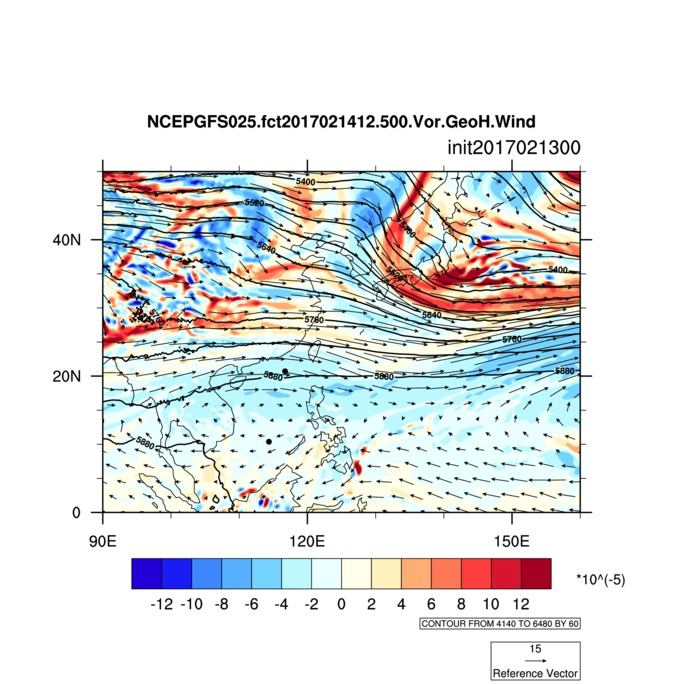 NCEPGFS025.fct2017021412.500.Vor.GeoH.Wind
init2017021300
5400
5520
5640
5400
5640
5760
5760
5880
5880
5880
5880
40N
20N
0
90E 120E 150E
-12 -10 -8 -6 -4 -2 0 2 4 6 8 10 12
*10^(-5)
CONTOUR FROM 4140 TO 6480 BY 60
15
Reference Vector